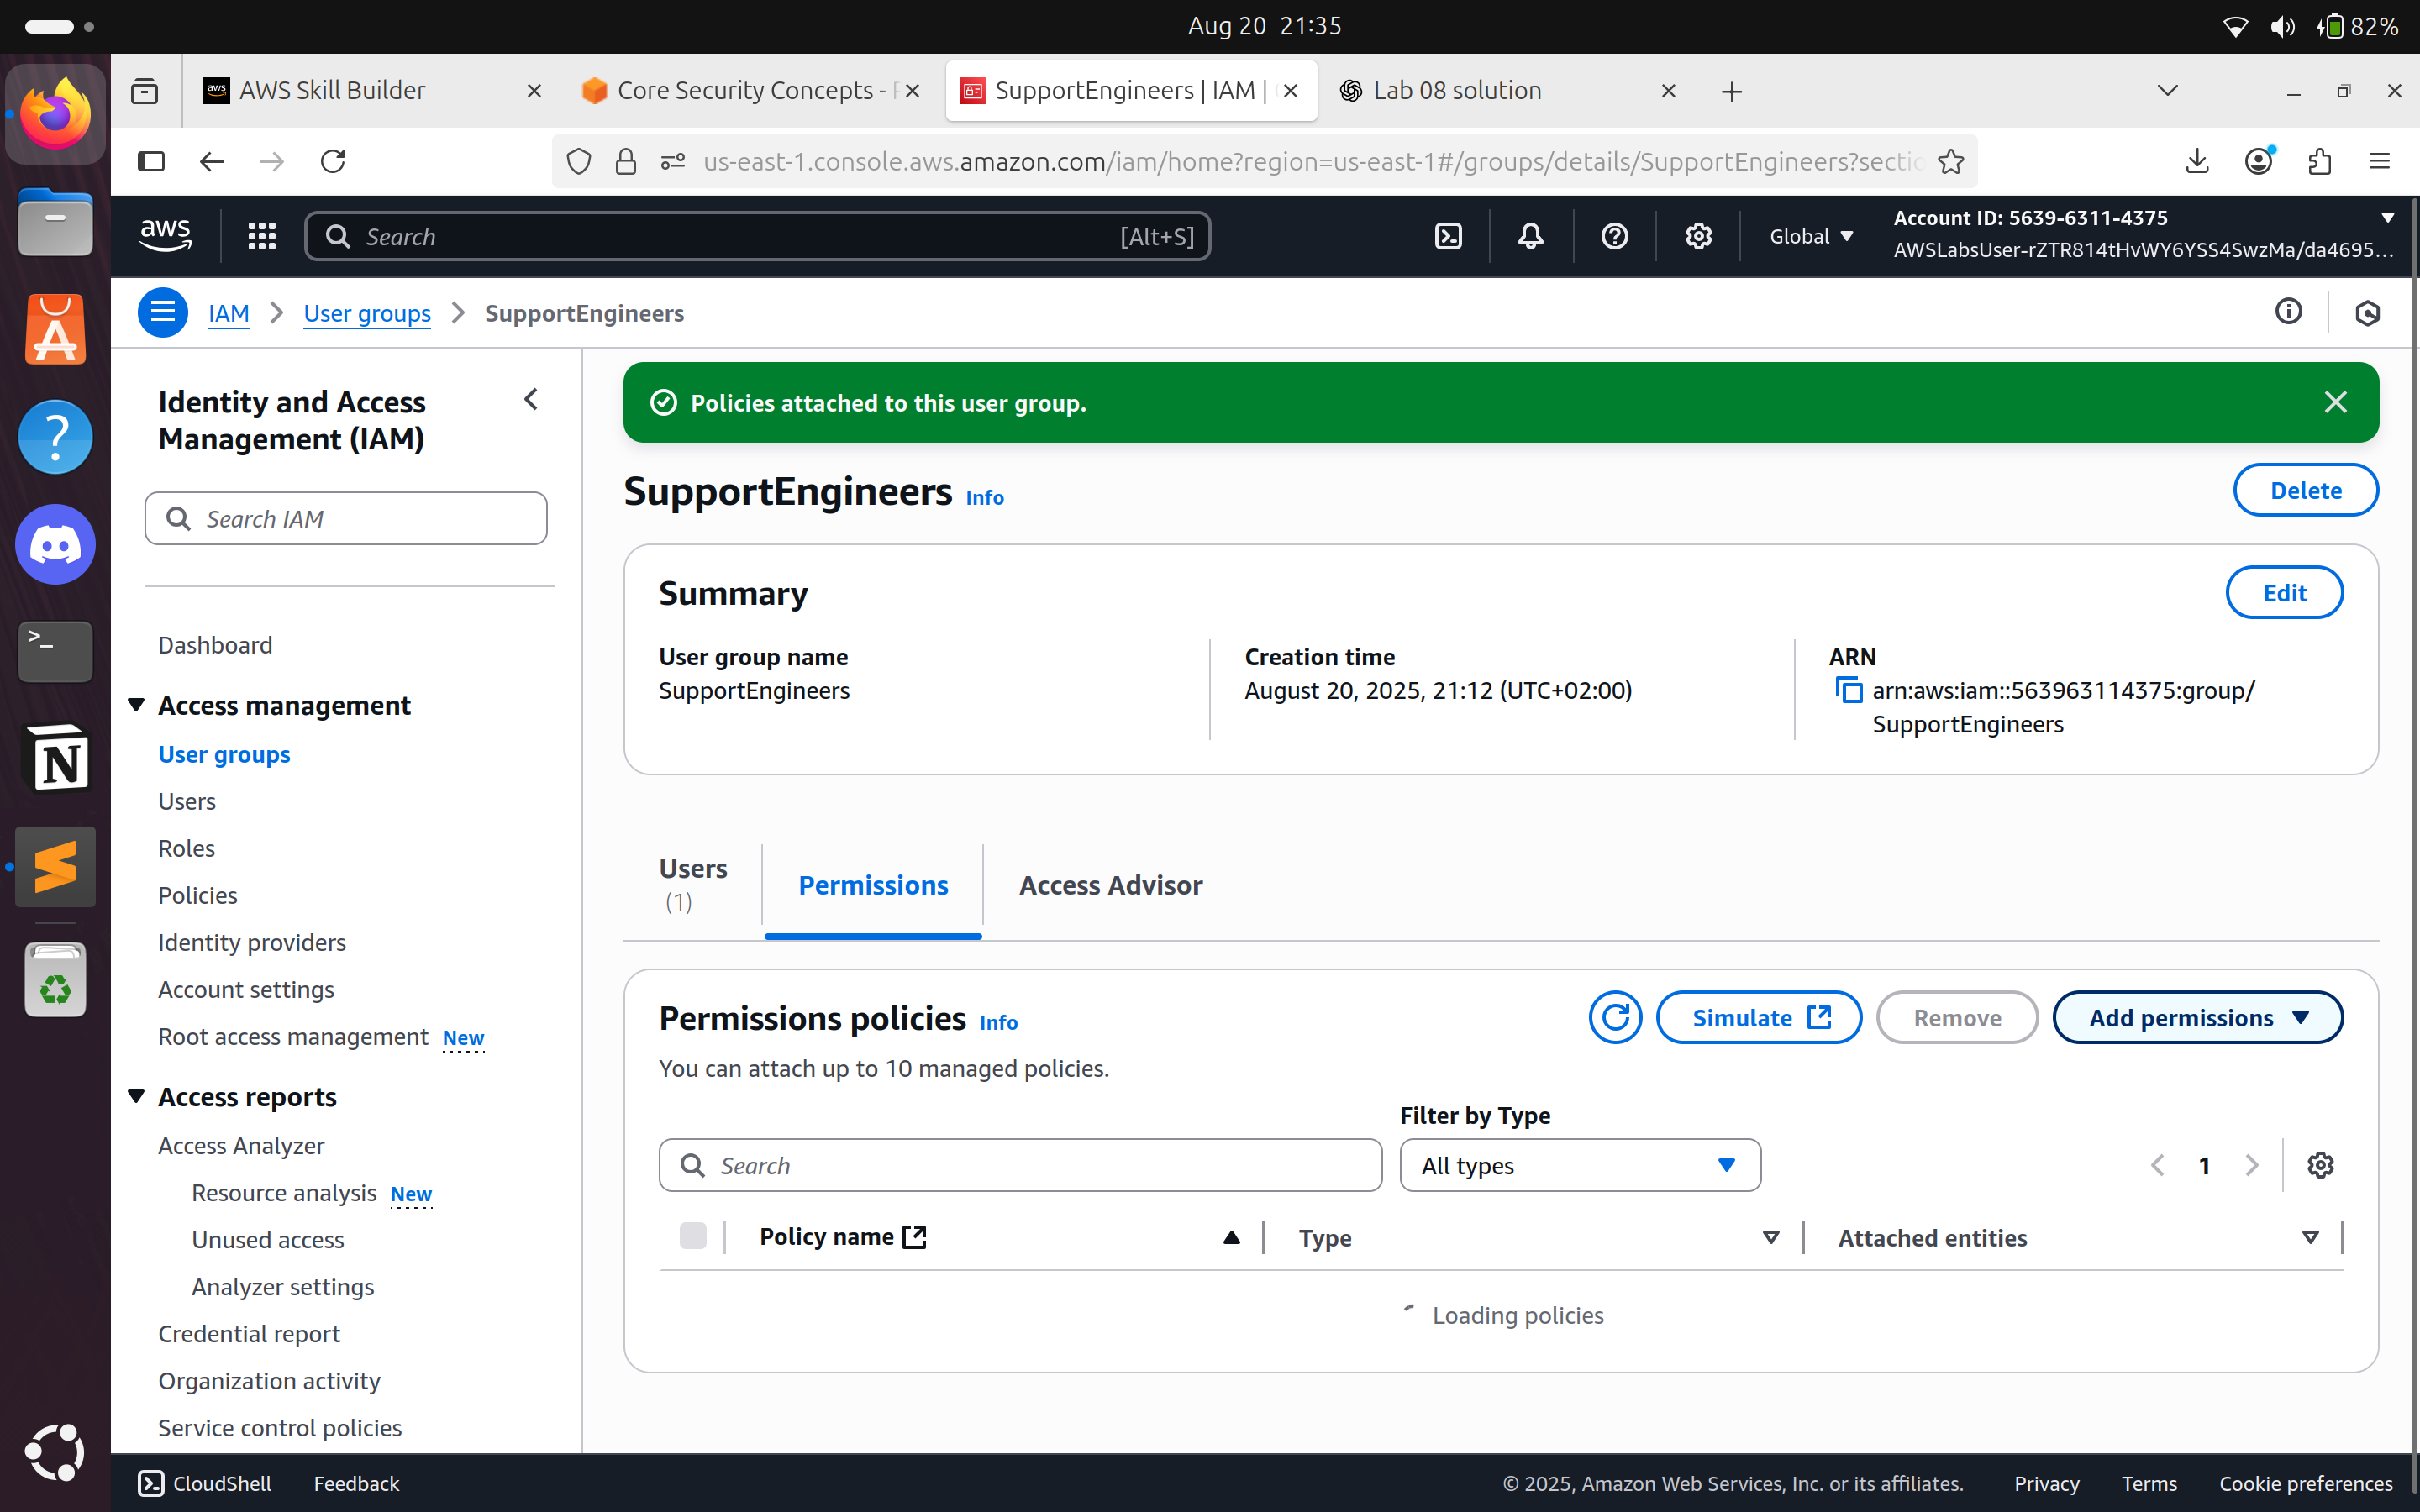 Aug 20 21:35
82%
AWS Skill Builder
Core Security Concepts -
SupportEngineers | IAM |
Lab 08 solution
us-east-1.console.aws.amazon.com/iam/home?region=us-east-1#/groups/details/SupportEngineers?sectio
aws
Search
[Alt+S]
Global
Account ID: 5639-6311-4375
AWSLabsUser-rZTR814tHvWY6YSS4SwzMa/da4695...
IAM
User groups
SupportEngineers
Identity and Access
Management (IAM)
Search IAM
Dashboard
Access management
User groups
Users
Roles
Policies
Identity providers
Account settings
Root access management New
Access reports
Access Analyzer
Resource analysis New
Unused access
Analyzer settings
Credential report
Organization activity
Service control policies
Policies attached to this user group.
SupportEngineers Info
Delete
Summary
Edit
User group name
SupportEngineers
Creation time
August 20, 2025, 21:12 (UTC+02:00)
ARN
arn:aws:iam::563963114375:group/
SupportEngineers
Users
(1)
Permissions
Access Advisor
Permissions policies Info
Simulate
Remove
Add permissions
You can attach up to 10 managed policies.
Filter by Type
Search
All types
1
Policy name
Type
Attached entities
Loading policies
CloudShell
Feedback
© 2025, Amazon Web Services, Inc. or its affiliates.
Privacy
Terms
Cookie preferences